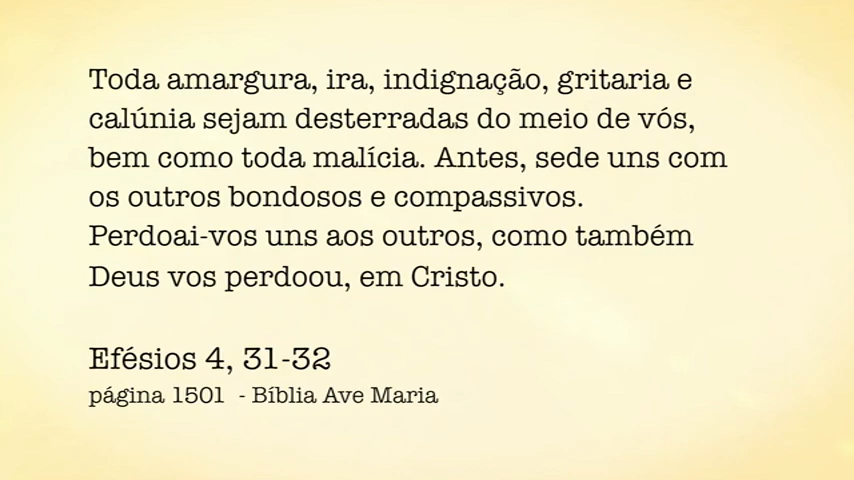 Toda amargura, ira, indignação, gritaria e
calúnia sejam desterradas do meio de vós,
bem como toda malícia. Antes, sede uns com
os outros bondosos e compassivos.
Perdoai-vos uns aos outros, como também
Deus vos perdoou, em Cristo.
Efésios 4, 31-32
página 1501 - Bíblia Ave Maria